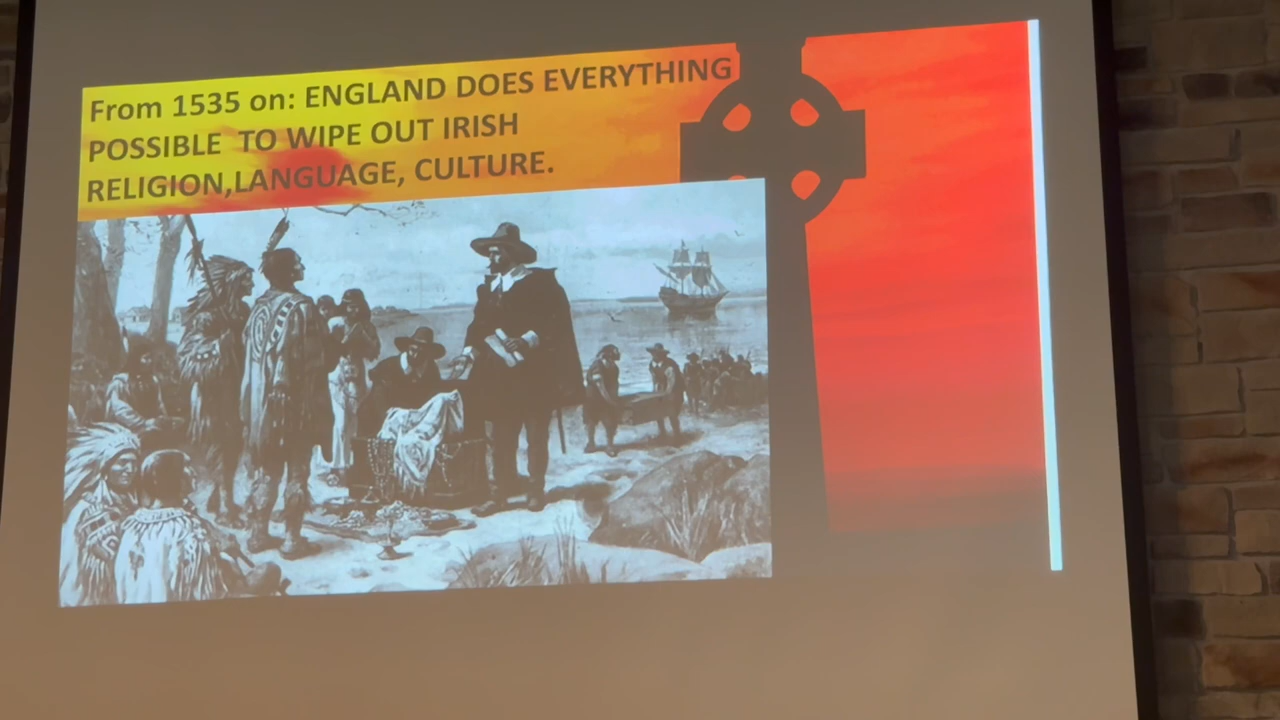 From 1535 on: ENGLAND DOES EVERYTHING
POSSIBLE TO WIPE OUT IRISH
RELIGION,LANGUAGE, CULTURE.